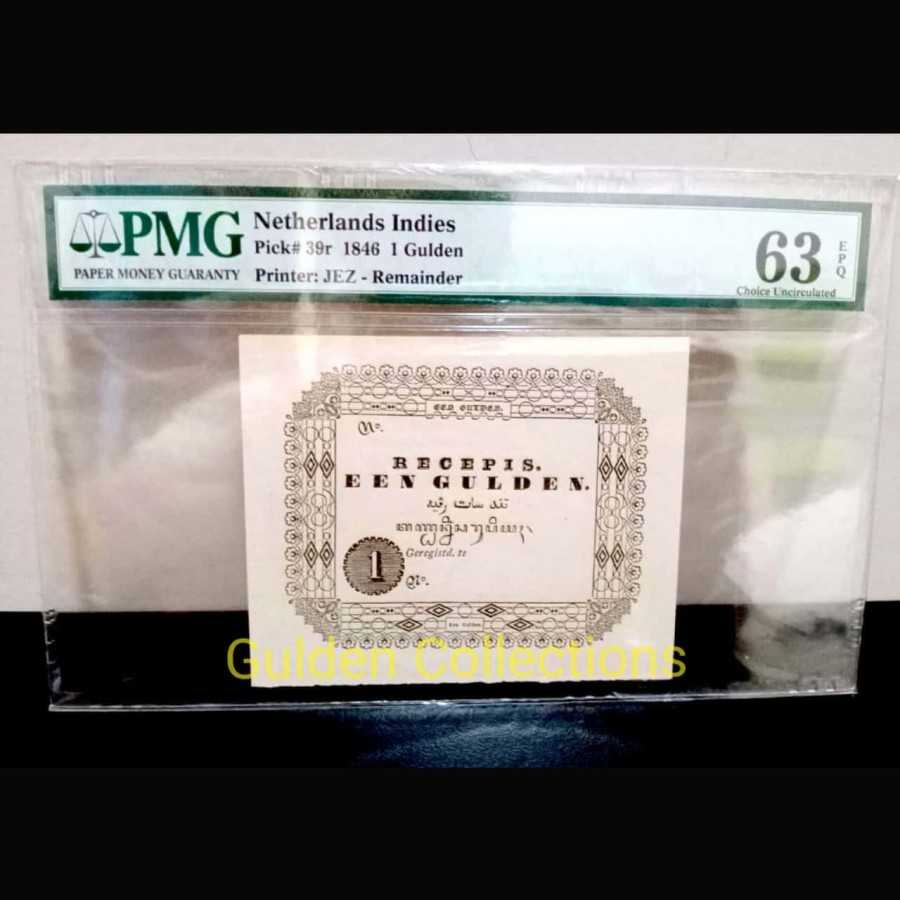 PMG
PAPER MONEY GUARANTY
Netherlands Indies
Pick# 39r 1846 1 Gulden
Printer: JEZ - Remainder
63
EPQ
Choice Uncirculated
EEN GULDEN.
No.
RECEPIS.
EEN GULDEN.
1
Geregistd. te
No.
Een Gulden
Gulden Collections